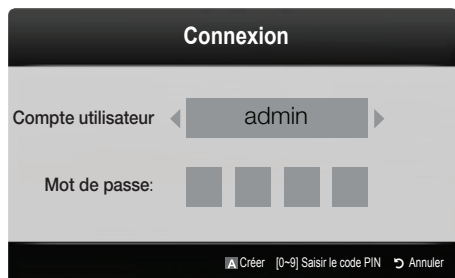 Connexion
Compte utilisateur admin
Mot de passe:
A Créer [0~9] Saisir le code PIN Annuler